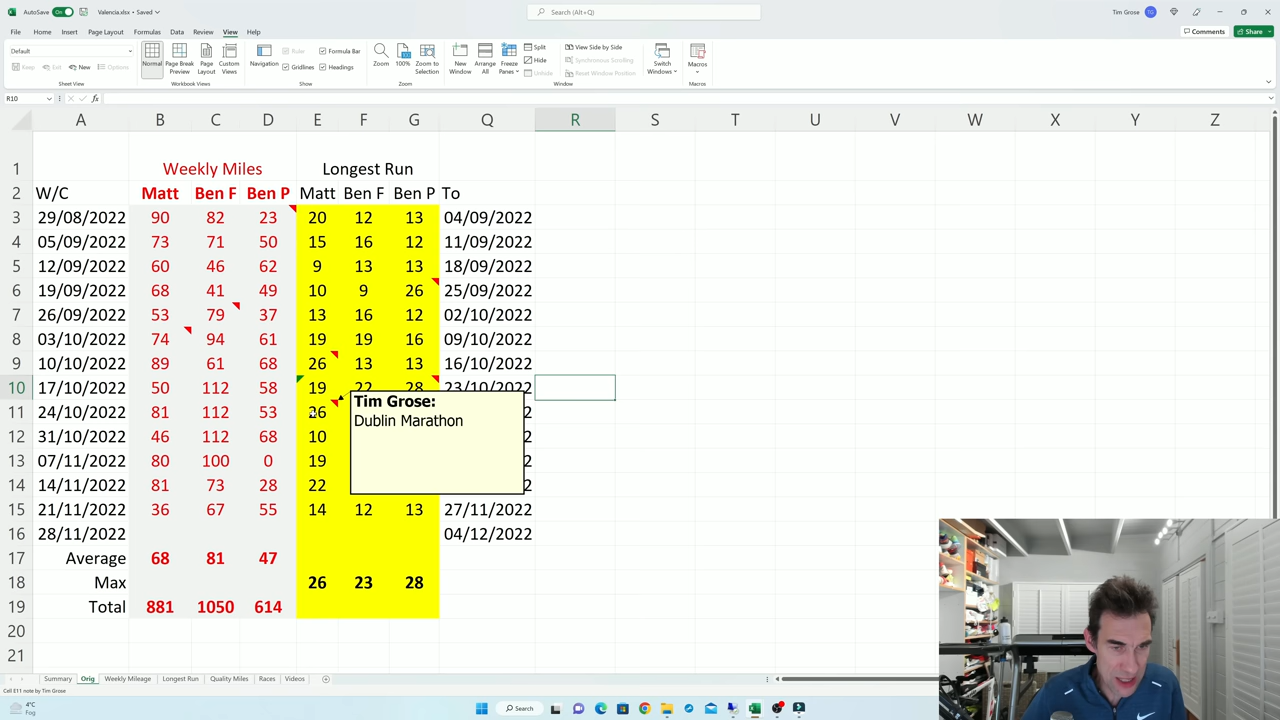 AutoSave On Valencia.xlsx • Saved Search (Alt+Q) Tim Grose TG
File Home Insert Page Layout Formulas Data Review View Help Comments Share
Default
Keep Exit New Options
Sheet View
Normal Page Break Preview Page Layout Custom Views
Workbook Views
Navigation Ruler Formula Bar Gridlines Headings
Show
Zoom 100% Zoom to Selection
Zoom
New Window Arrange All Freeze Panes Split Hide Unhide View Side by Side Synchronous Scrolling Reset Window Position Switch Windows
Window
Macros
Macros
R10 fx
A B C D E F G Q R S T U V W X Y Z
1 Weekly Miles Longest Run
2 W/C Matt Ben F Ben P Matt Ben F Ben P To
3 29/08/2022 90 82 23 20 12 13 04/09/2022
4 05/09/2022 73 71 50 15 16 12 11/09/2022
5 12/09/2022 60 46 62 9 13 13 18/09/2022
6 19/09/2022 68 41 49 10 9 26 25/09/2022
7 26/09/2022 53 79 37 13 16 12 02/10/2022
8 03/10/2022 74 94 61 19 19 16 09/10/2022
9 10/10/2022 89 61 68 26 13 13 16/10/2022
10 17/10/2022 50 112 58 19 22 28 23/10/2022
11 24/10/2022 81 112 53 26 2
12 31/10/2022 46 112 68 10 2
13 07/11/2022 80 100 0 19 2
14 14/11/2022 81 73 28 22 2
Tim Grose:
Dublin Marathon
15 21/11/2022 36 67 55 14 12 13 27/11/2022
16 28/11/2022 04/12/2022
17 Average 68 81 47
18 Max 26 23 28
19 Total 881 1050 614
20
21
Summary Orig Weekly Mileage Longest Run Quality Miles Races Videos
Cell E11 note by Tim Grose
4°C
Fog
Search